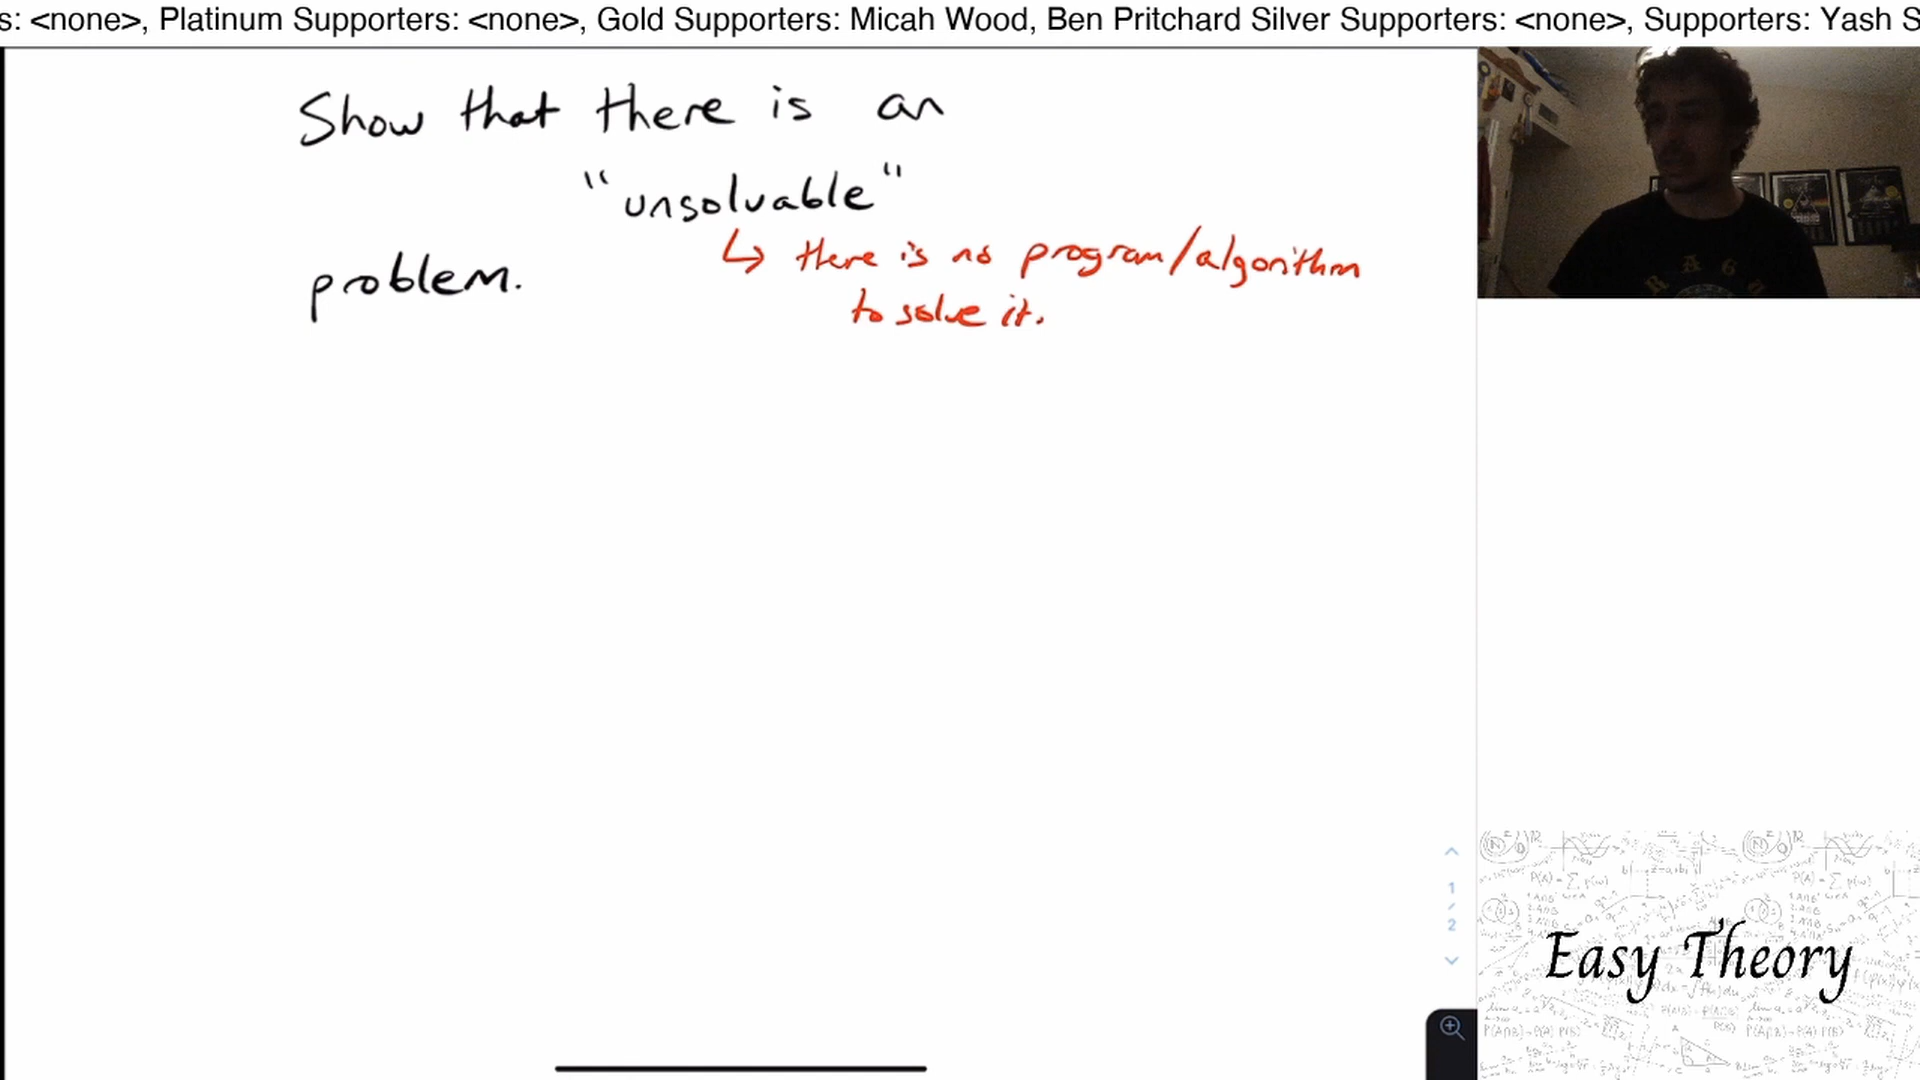 s: <none>, Platinum Supporters: <none>, Gold Supporters: Micah Wood, Ben Pritchard Silver Supporters: <none>, Supporters: Yash S
Show that there is an
"unsolvable"
↳ there is no program/algorithm
to solve it.
problem.
R A G
1
/
2
Easy Theory